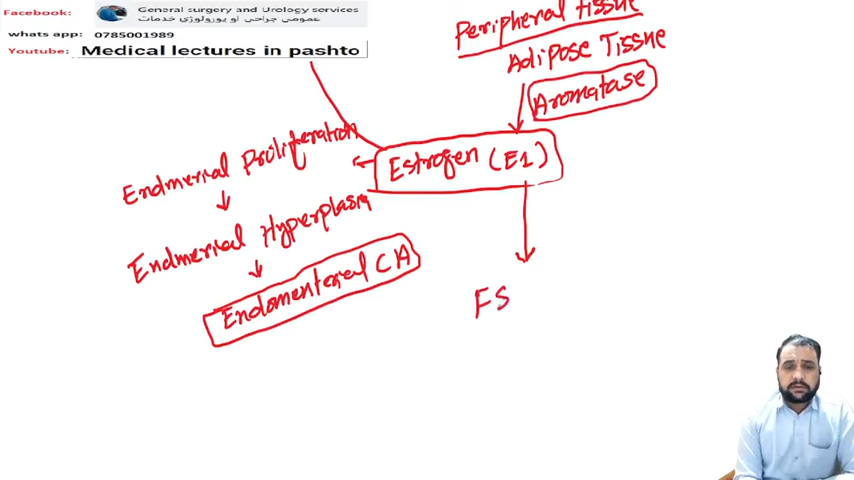 Facebook:
General surgery and Urology services
عمومي جراحي او یورولوژي خدمات
whats app: 0785001989
Youtube: Medical lectures in pashto
Peripheral Tissue
Adipose Tissue
Aromatase
Estrogen (E1)
Endmerial Proliferation
Endmerial Hyperplasia
Endomenteral CA
FS